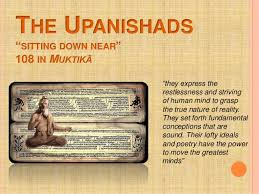 THE UPANISHADS
“SITTING DOWN NEAR”
108 IN MUKTIKĀ
"they express the
restlessness and striving
of human mind to grasp
the true nature of reality.
They set forth fundamental
conceptions that are
sound. Their lofty ideals
and poetry have the power
to move the greatest
minds"